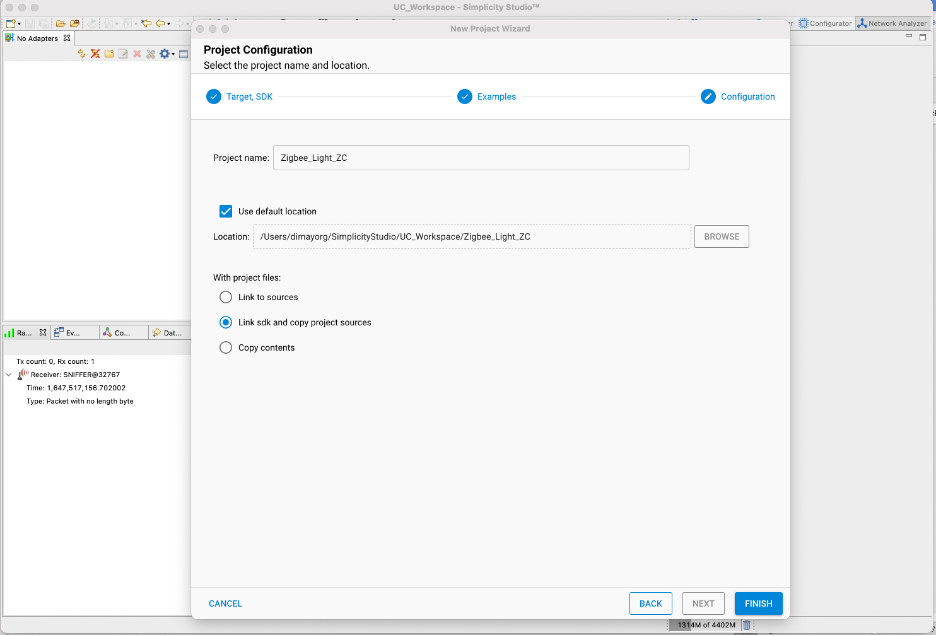 UC_Workspace - Simplicity Studio™
Configurator
Network Analyzer
No Adapters
New Project Wizard
Project Configuration
Select the project name and location.
Target, SDK
Examples
Configuration
Project name:
Zigbee_Light_ZC
Use default location
Location:
/Users/dimayorg/SimplicityStudio/UC_Workspace/Zigbee_Light_ZC
BROWSE
With project files:
Link to sources
Link sdk and copy project sources
Copy contents
Ra...
Ev...
Co...
Dat...
Tx count: 0, Rx count: 1
Receiver: SNIFFER@32767
Time: 1,647,517,156.702002
Type: Packet with no length byte
CANCEL
BACK
NEXT
FINISH
1314M of 4402M